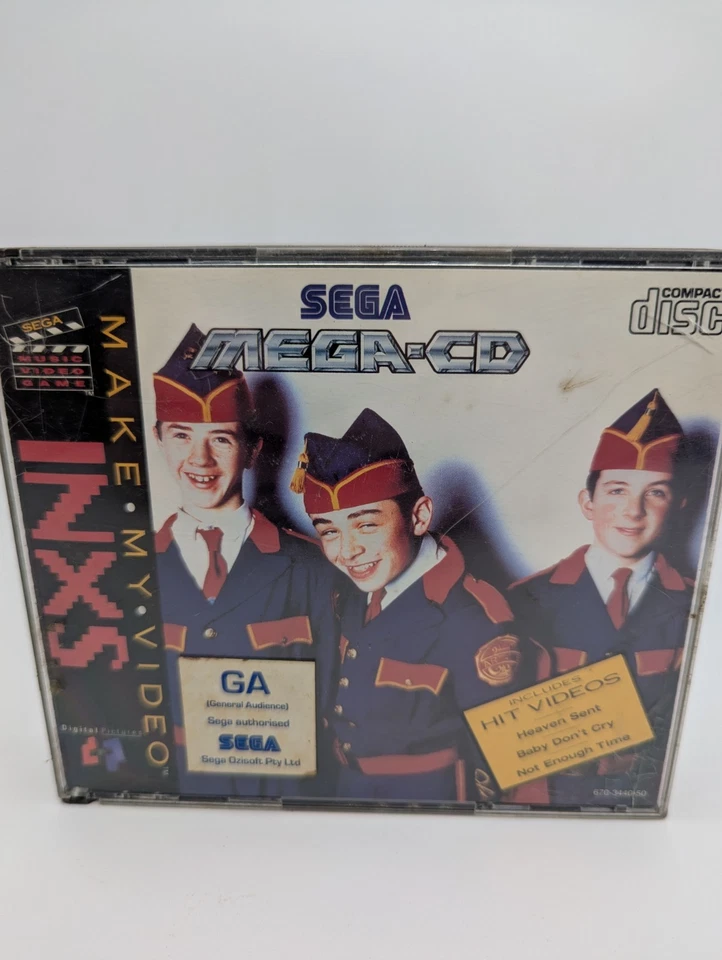 SEGA
MEGA-CD
COMPACT
disc
SEGA
MUSIC
VIDEO
GAME
MAKE • MY • VIDEO™
INXS
Digital Pictures
GA
(General Audience)
Sega authorised
SEGA
Sega Ozisoft Pty Ltd
INCLUDES
HIT VIDEOS
Heaven Sent
Baby Don't Cry
Not Enough Time